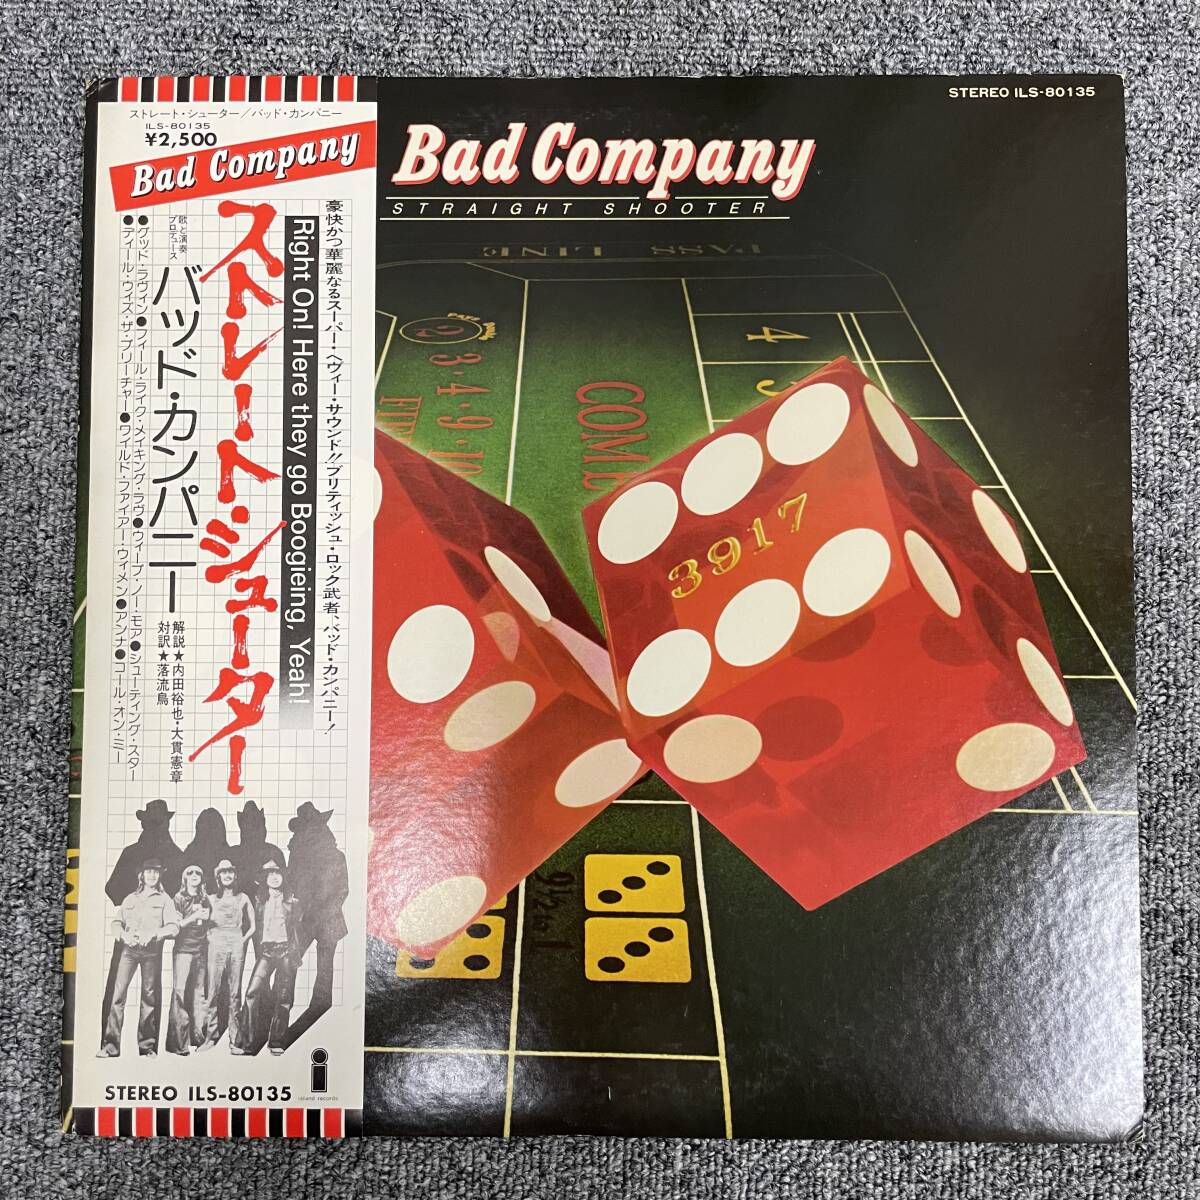 ストレート・シューター／バッド・カンパニー
ILS-80135
¥2,500
Bad Company
豪快かつ華麗なるスーパー・ヘヴィー・サウンド!!ブリティッシュ・ロック武者、バッド・カンパニー！
Right On! Here they go Boogieing, Yeah!
ストレート・シューター
歌と演奏
プロデュース
バッド・カンパニー
解説★内田裕也・大貫憲章
対訳★落流鳥
●グッド・ラヴィン●フィール・ライク・メイキング・ラヴ●ウィープ・ノー・モア●シューティング・スター
●ディール・ウィズ・ザ・プリーチャー●ワイルド・ファイアー・ウィメン●アンナ●コール・オン・ミー
STEREO ILS-80135
i
island records
STEREO ILS-80135
Bad Company
STRAIGHT SHOOTER
PASS
LINE
4
3·4·9·10
COME
3917
9½ to 1